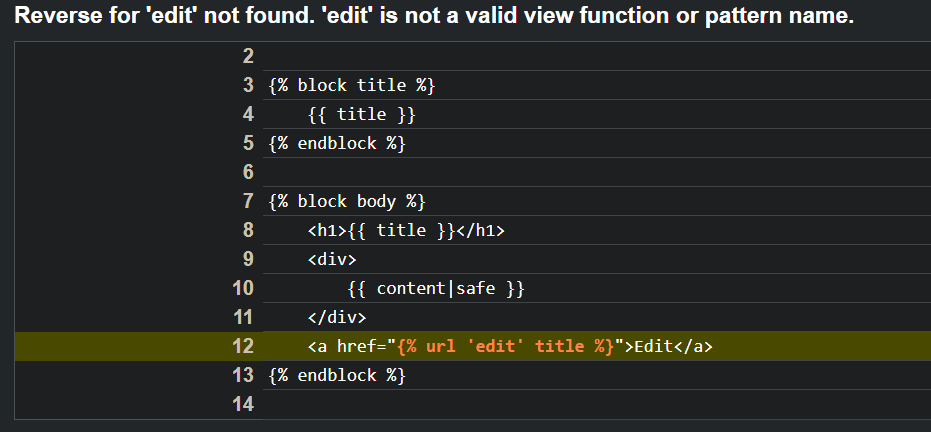 Reverse for 'edit' not found. 'edit' is not a valid view function or pattern name.
2
3 {% block title %}
4     {{ title }}
5 {% endblock %}
6
7 {% block body %}
8     <h1>{{ title }}</h1>
9     <div>
10         {{ content|safe }}
11     </div>
12     <a href="{% url 'edit' title %}">Edit</a>
13 {% endblock %}
14